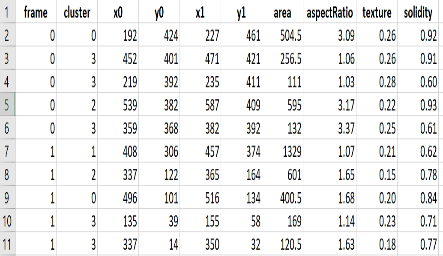 1 frame cluster x0 y0 x1 y1 area aspectRatio texture solidity
2 0 0 192 424 227 461 504.5 3.09 0.26 0.92
3 0 3 452 401 471 421 256.5 1.06 0.26 0.91
4 0 3 219 392 235 411 111 1.03 0.28 0.60
5 0 2 539 382 587 409 595 3.17 0.22 0.93
6 0 3 359 368 382 392 132 3.37 0.25 0.61
7 1 1 408 306 457 374 1329 1.07 0.21 0.62
8 1 2 337 122 365 164 601 1.65 0.15 0.78
9 1 0 496 101 516 134 400.5 1.68 0.20 0.84
10 1 3 135 39 155 58 169 1.14 0.23 0.71
11 1 3 337 14 350 32 120.5 1.63 0.18 0.77